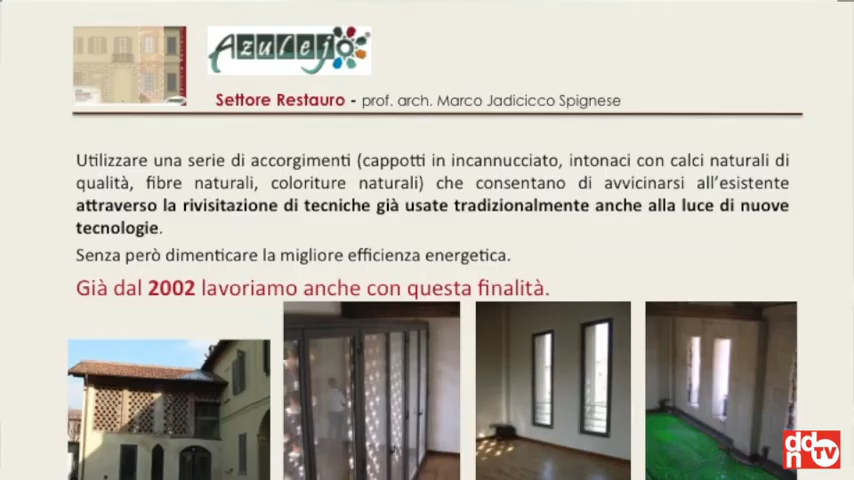 Azulejo
Settore Restauro - prof. arch. Marco Jadicicco Spignese
Utilizzare una serie di accorgimenti (cappotti in incannucciato, intonaci con calci naturali di
qualità, fibre naturali, coloriture naturali) che consentano di avvicinarsi all'esistente
attraverso la rivisitazione di tecniche già usate tradizionalmente anche alla luce di nuove
tecnologie.
Senza però dimenticare la migliore efficienza energetica.
Già dal 2002 lavoriamo anche con questa finalità.
ddn TV